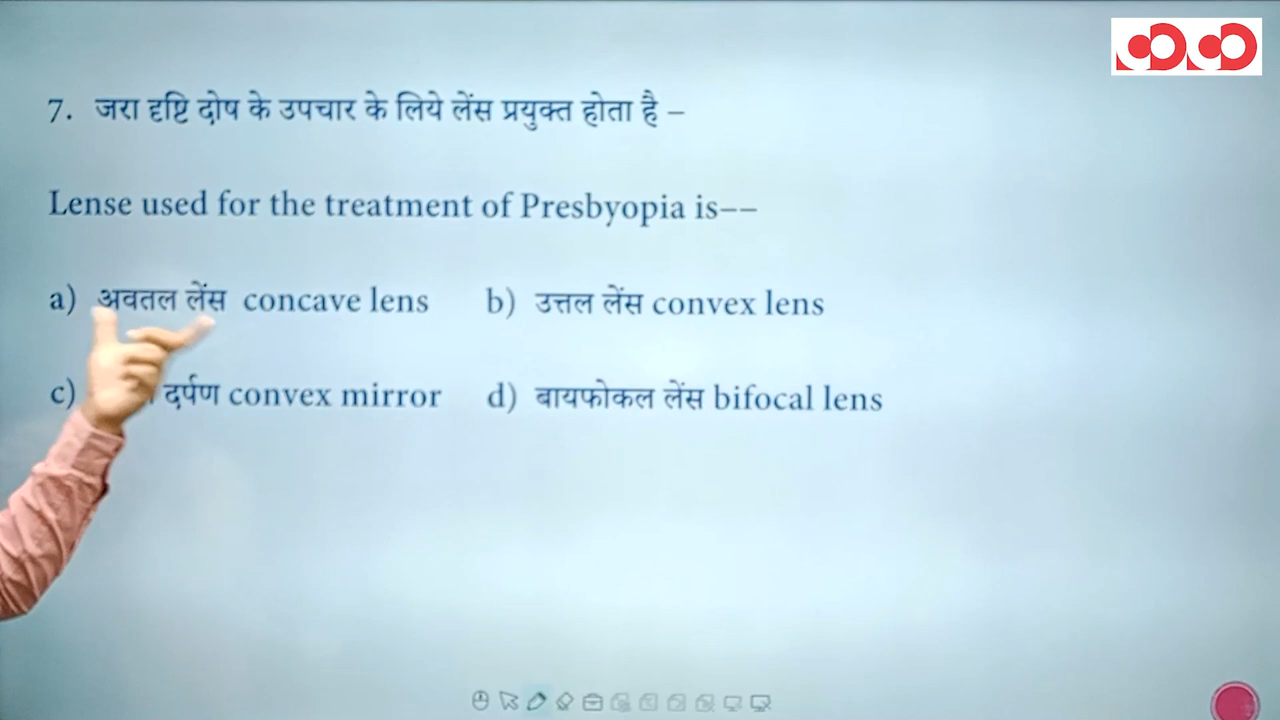 7. जरा दृष्टि दोष के उपचार के लिये लेंस प्रयुक्त होता है –
Lense used for the treatment of Presbyopia is––
a) अवतल लेंस concave lens b) उत्तल लेंस convex lens
c) दर्पण convex mirror d) बायफोकल लेंस bifocal lens